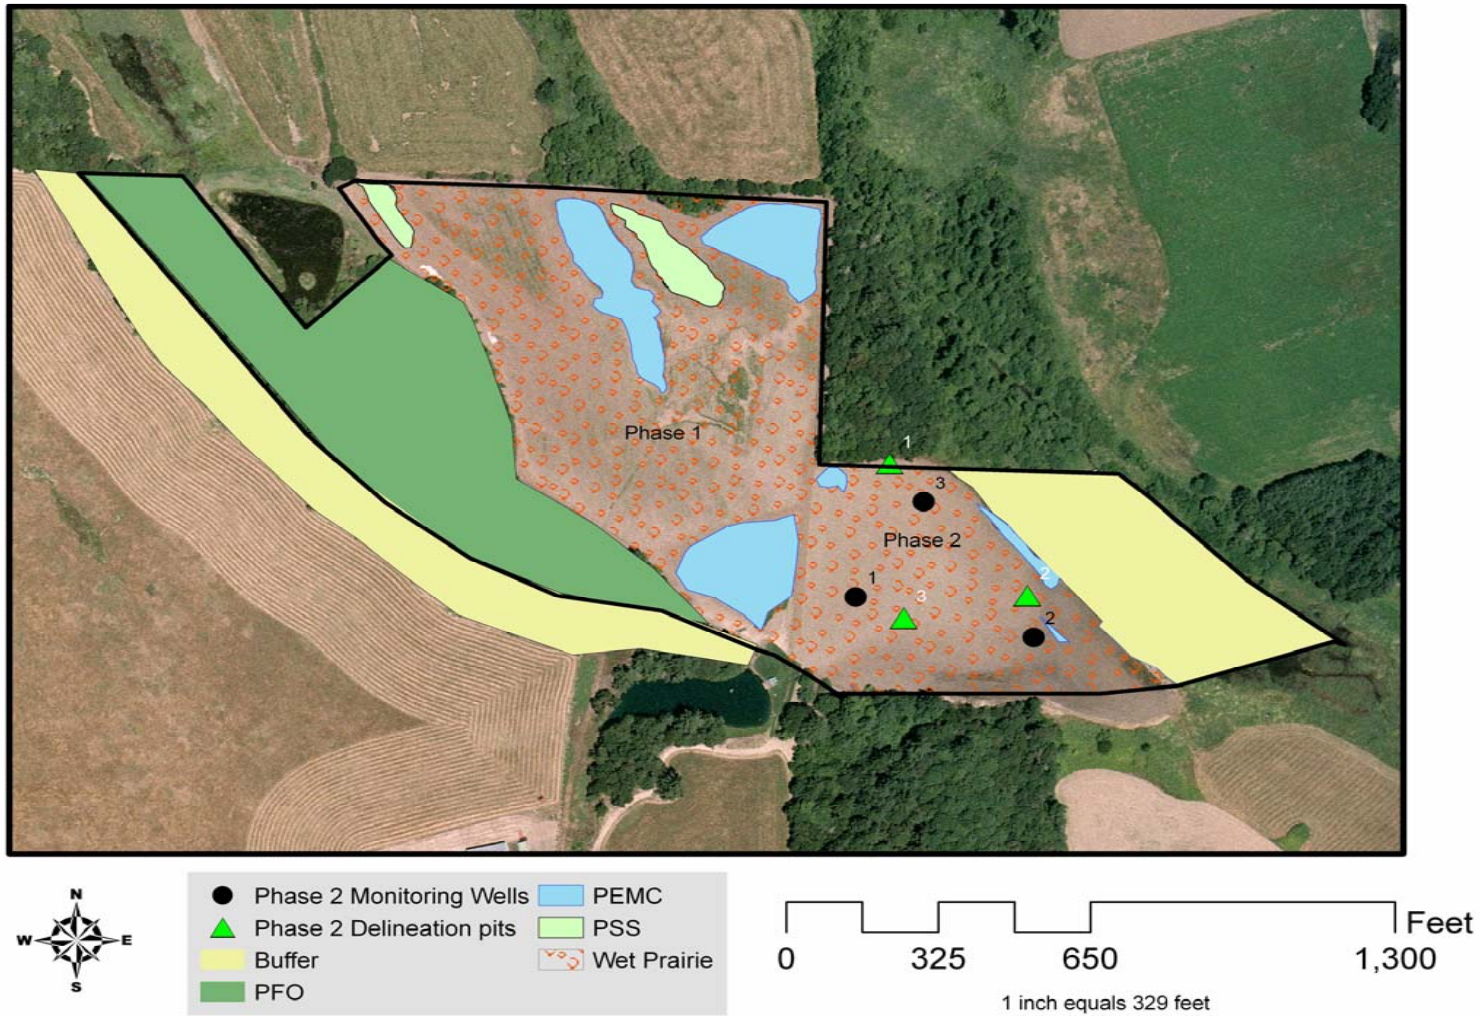 Phase 1
1
3
Phase 2
1
2
3
2
N
W E
S
Phase 2 Monitoring Wells
Phase 2 Delineation pits
Buffer
PFO
PEMC
PSS
Wet Prairie
Feet
0 325 650 1,300
1 inch equals 329 feet